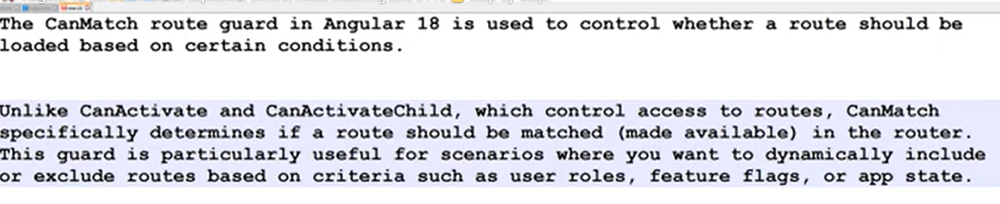 The CanMatch route guard in Angular 18 is used to control whether a route should be
loaded based on certain conditions.
Unlike CanActivate and CanActivateChild, which control access to routes, CanMatch
specifically determines if a route should be matched (made available) in the router.
This guard is particularly useful for scenarios where you want to dynamically include
or exclude routes based on criteria such as user roles, feature flags, or app state.